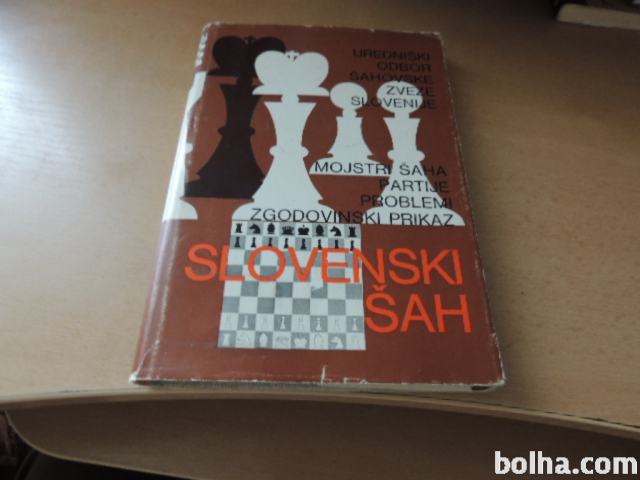 UREDNIŠKI
ODBOR
ŠAHOVSKE
ZVEZE
SLOVENIJE
MOJSTRI ŠAHA
PARTIJE
PROBLEMI
ZGODOVINSKI PRIKAZ
SLOVENSKI
ŠAH
bolha.com